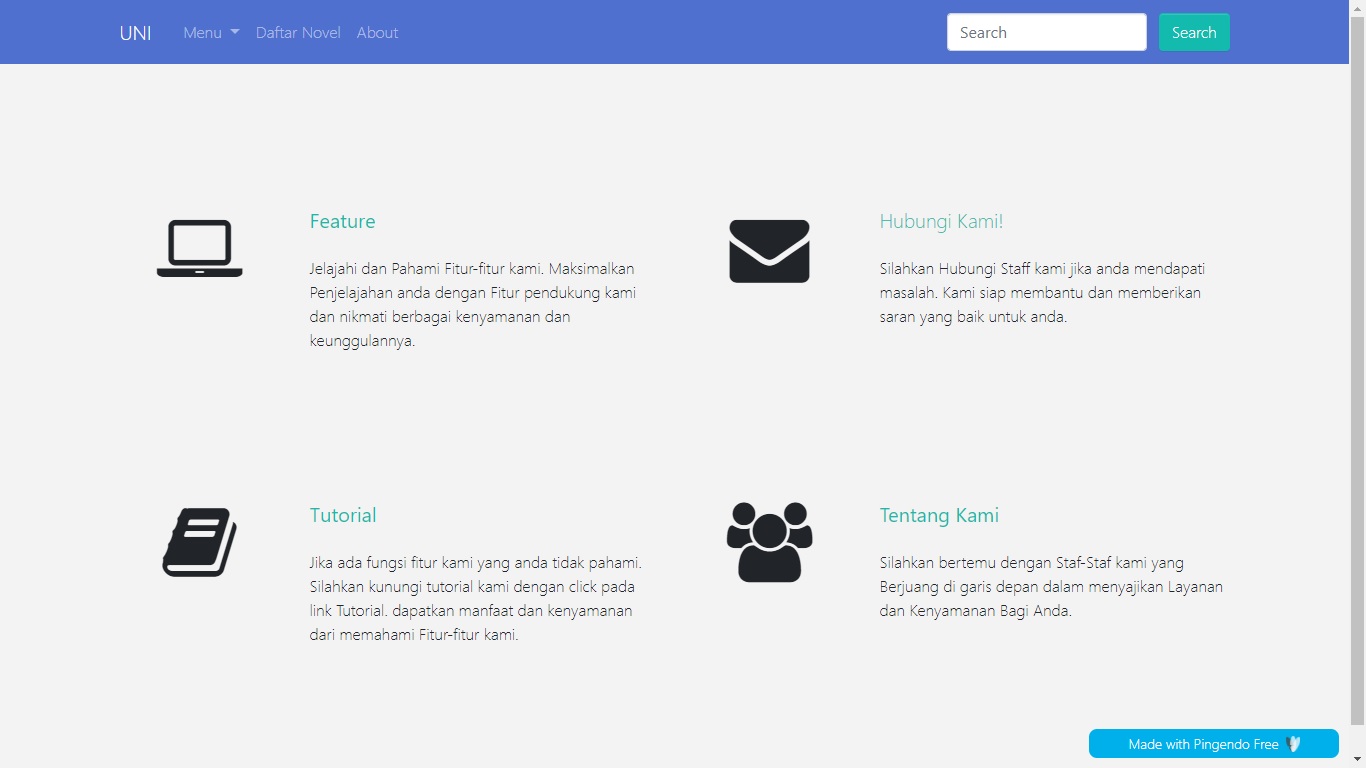 UNI Menu Daftar Novel About Search Search
Feature
Jelajahi dan Pahami Fitur-fitur kami. Maksimalkan
Penjelajahan anda dengan Fitur pendukung kami
dan nikmati berbagai kenyamanan dan
keunggulannya.
Hubungi Kami!
Silahkan Hubungi Staff kami jika anda mendapati
masalah. Kami siap membantu dan memberikan
saran yang baik untuk anda.
Tutorial
Jika ada fungsi fitur kami yang anda tidak pahami.
Silahkan kunungi tutorial kami dengan click pada
link Tutorial. dapatkan manfaat dan kenyamanan
dari memahami Fitur-fitur kami.
Tentang Kami
Silahkan bertemu dengan Staf-Staf kami yang
Berjuang di garis depan dalam menyajikan Layanan
dan Kenyamanan Bagi Anda.
Made with Pingendo Free